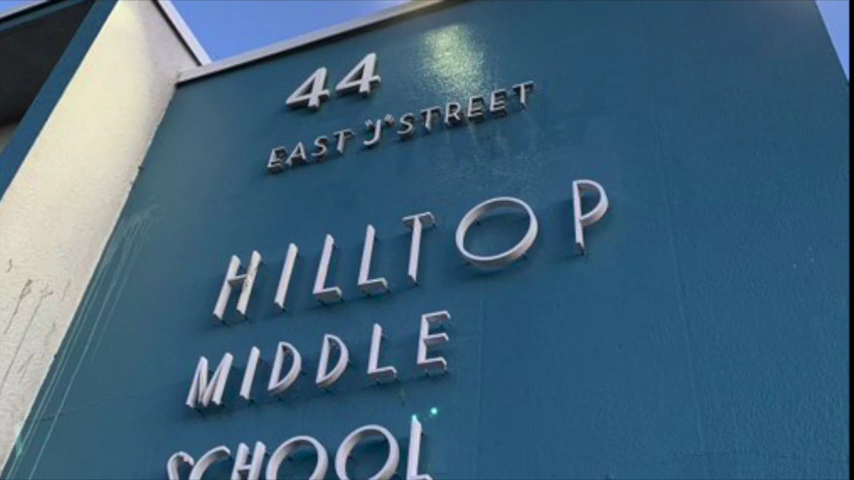 44
EAST "J" STREET
HILLTOP
MIDDLE
SCHOOL